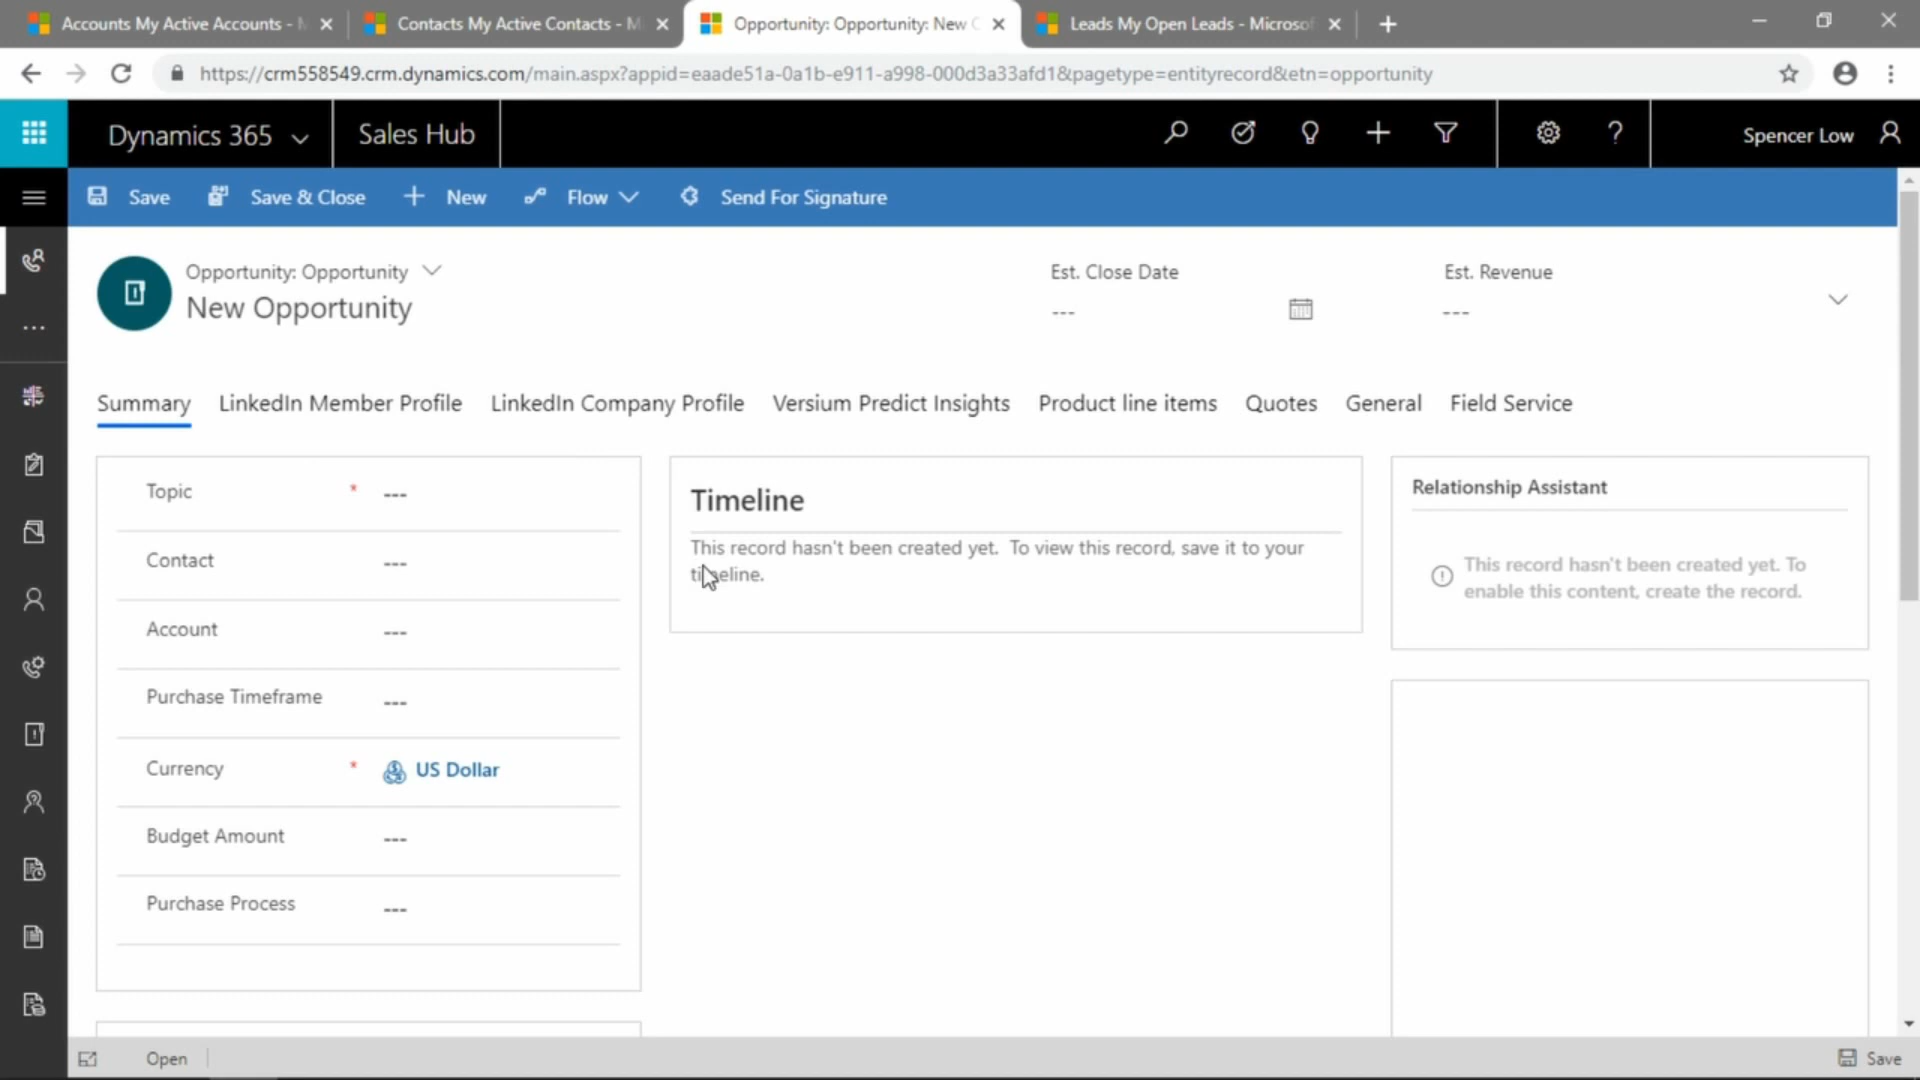 Accounts My Active Accounts -
Contacts My Active Contacts - M
Opportunity: Opportunity: New
Leads My Open Leads - Microsof
https://crm558549.crm.dynamics.com/main.aspx?appid=eaade51a-0a1b-e911-a998-000d3a33afd1&pagetype=entityrecord&etn=opportunity
Dynamics 365
Sales Hub
Spencer Low
Save
Save & Close
New
Flow
Send For Signature
Opportunity: Opportunity
New Opportunity
Est. Close Date
---
Est. Revenue
---
Summary
LinkedIn Member Profile
LinkedIn Company Profile
Versium Predict Insights
Product line items
Quotes
General
Field Service
Topic * ---
Contact ---
Account ---
Purchase Timeframe ---
Currency * US Dollar
Budget Amount ---
Purchase Process ---
Timeline
This record hasn't been created yet. To view this record, save it to your
timeline.
Relationship Assistant
This record hasn't been created yet. To
enable this content, create the record.
Open
Save